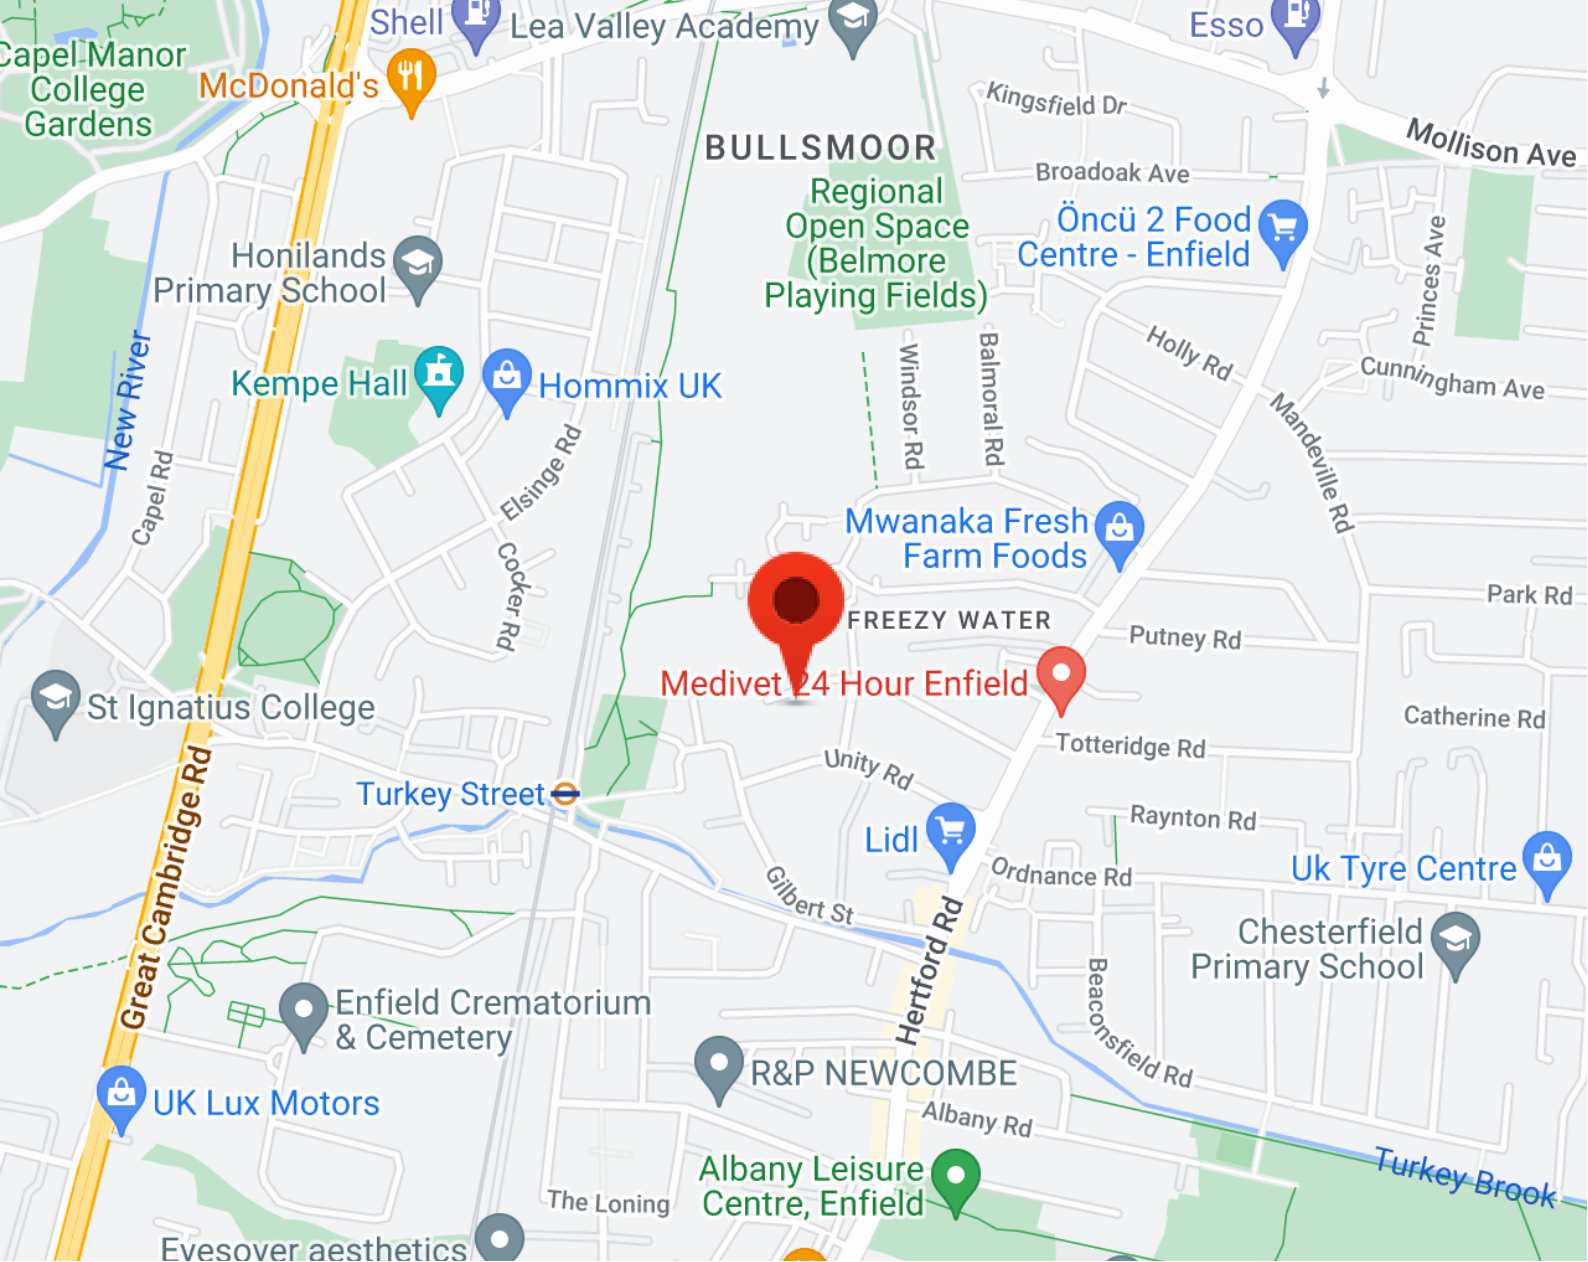 Shell
Lea Valley Academy
Esso
Capel Manor
College
Gardens
McDonald's
Kingsfield Dr
Mollison Ave
BULLSMOOR
Broadoak Ave
Regional
Open Space
(Belmore
Playing Fields)
Öncü 2 Food
Centre - Enfield
Princes Ave
Honilands
Primary School
New River
Holly Rd
Windsor Rd
Balmoral Rd
Cunningham Ave
Kempe Hall
Hommix UK
Mandeville Rd
Elsinge Rd
Capel Rd
Mwanaka Fresh
Farm Foods
Cocker Rd
Park Rd
FREEZY WATER
Putney Rd
Medivet 24 Hour Enfield
St Ignatius College
Catherine Rd
Totteridge Rd
Unity Rd
Great Cambridge Rd
Turkey Street
Raynton Rd
Lidl
Ordnance Rd
Uk Tyre Centre
Gilbert St
Hertford Rd
Chesterfield
Primary School
Beaconsfield Rd
Enfield Crematorium
& Cemetery
R&P NEWCOMBE
UK Lux Motors
Albany Rd
Albany Leisure
Centre, Enfield
Turkey Brook
The Loning
Eyesover aesthetics